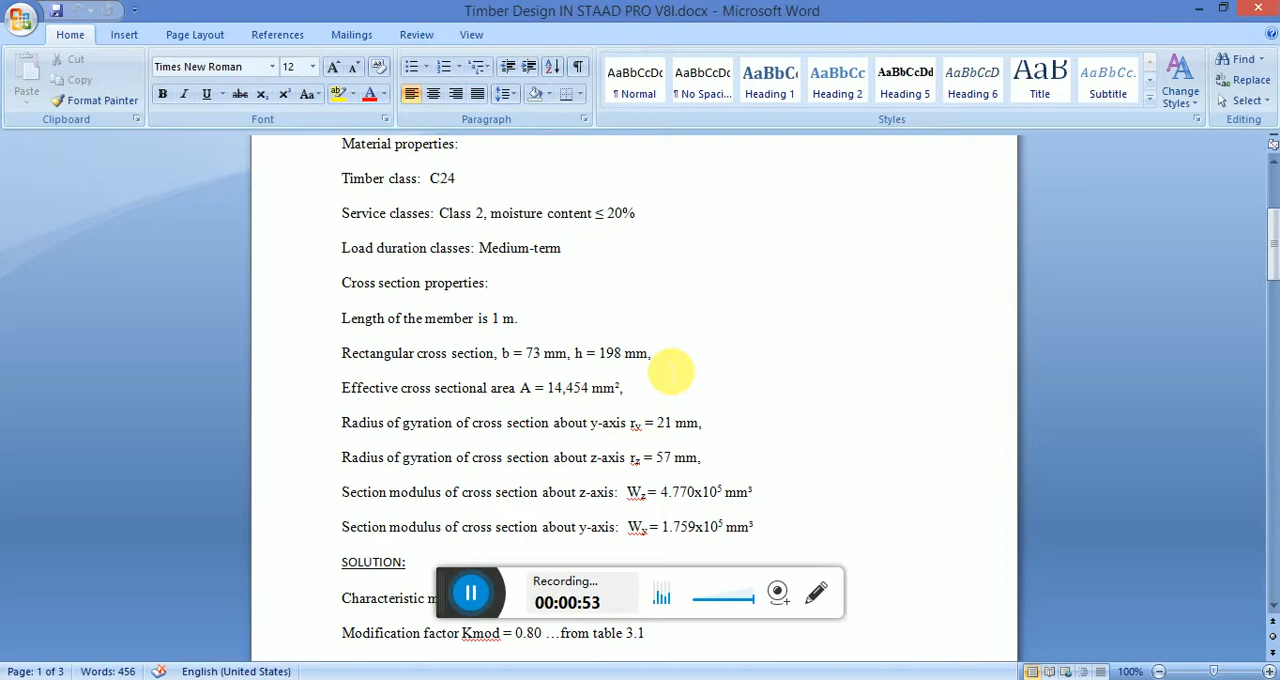 Timber Design IN STAAD PRO V8I.docx - Microsoft Word
Home Insert Page Layout References Mailings Review View
Paste
Cut
Copy
Format Painter
Clipboard
Times New Roman 12
Font
Paragraph
AaBbCcDc AaBbCcDc AaBbCc AaBbCc AaBbCcDd AaBbCcD AaB AaBbCc.
¶ Normal ¶ No Spaci... Heading 1 Heading 2 Heading 5 Heading 6 Title Subtitle
Change Styles
Styles
Find
Replace
Select
Editing
Material properties:
Timber class: C24
Service classes: Class 2, moisture content ≤ 20%
Load duration classes: Medium-term
Cross section properties:
Length of the member is 1 m.
Rectangular cross section, b = 73 mm, h = 198 mm,
Effective cross sectional area A = 14,454 mm²,
Radius of gyration of cross section about y-axis ry = 21 mm,
Radius of gyration of cross section about z-axis rz = 57 mm,
Section modulus of cross section about z-axis: Wz = 4.770x10⁵ mm³
Section modulus of cross section about y-axis: Wy = 1.759x10⁵ mm³
SOLUTION:
Characteristic m
Modification factor Kmod = 0.80 …from table 3.1
Recording...
00:00:53
Page: 1 of 3 Words: 456 English (United States) 100%